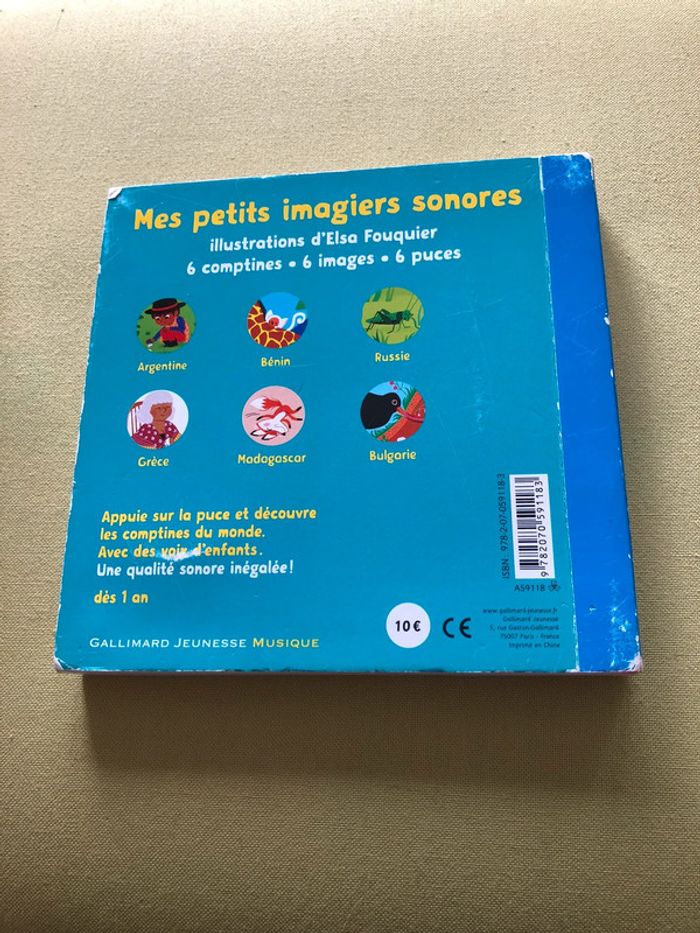 Mes petits imagiers sonores
illustrations d'Elsa Fouquier
6 comptines • 6 images • 6 puces
Argentine
Bénin
Russie
Grèce
Madagascar
Bulgarie
Appuie sur la puce et découvre
les comptines du monde.
Avec des voix d'enfants.
Une qualité sonore inégalée !
dès 1 an
GALLIMARD JEUNESSE MUSIQUE
10 €
CE
ISBN 978-2-07-059118-3
9 782070 591183
A59118
www.gallimard-jeunesse.fr
Gallimard Jeunesse
5, rue Gaston-Gallimard
75007 Paris - France
Imprimé en Chine